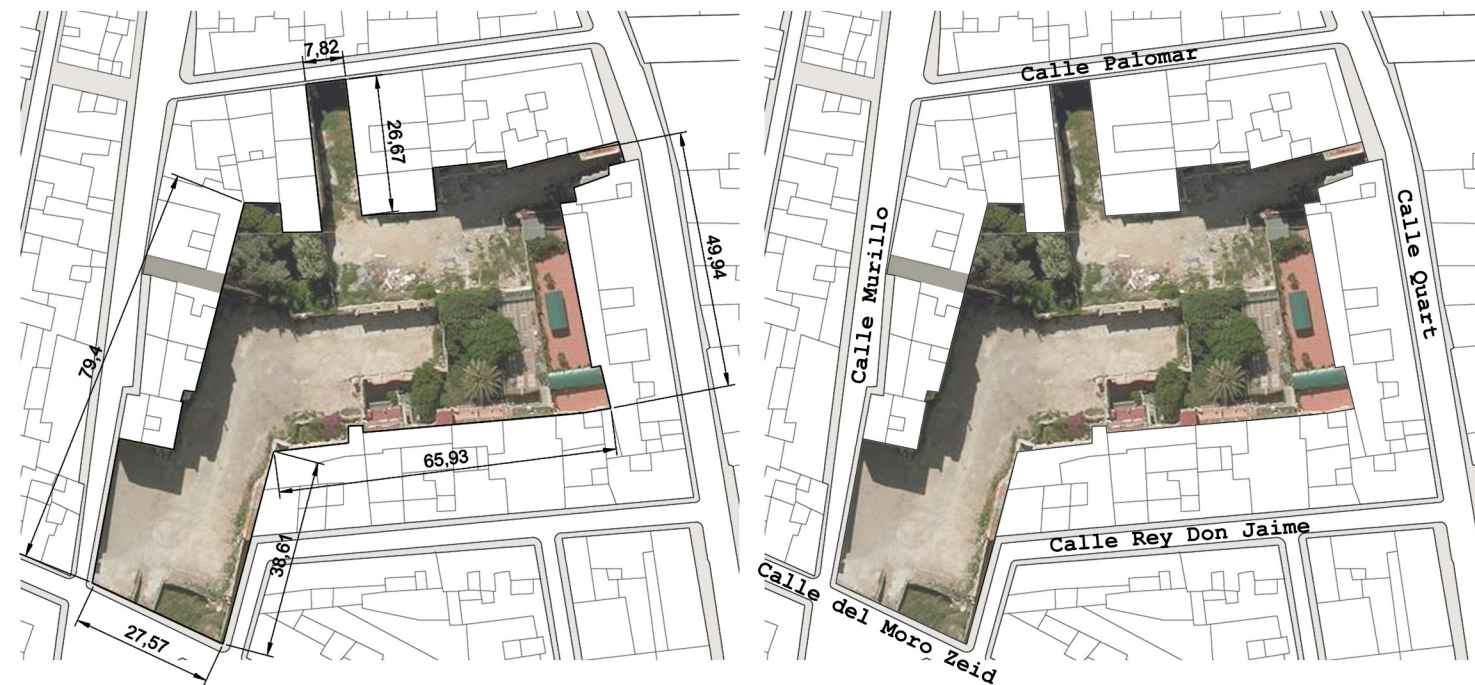 7,82
26,67
49,94
79,4
65,93
38,61
27,57
Calle Palomar
Calle Murillo
Calle Quart
Calle Rey Don Jaime
Calle del Moro Zeid